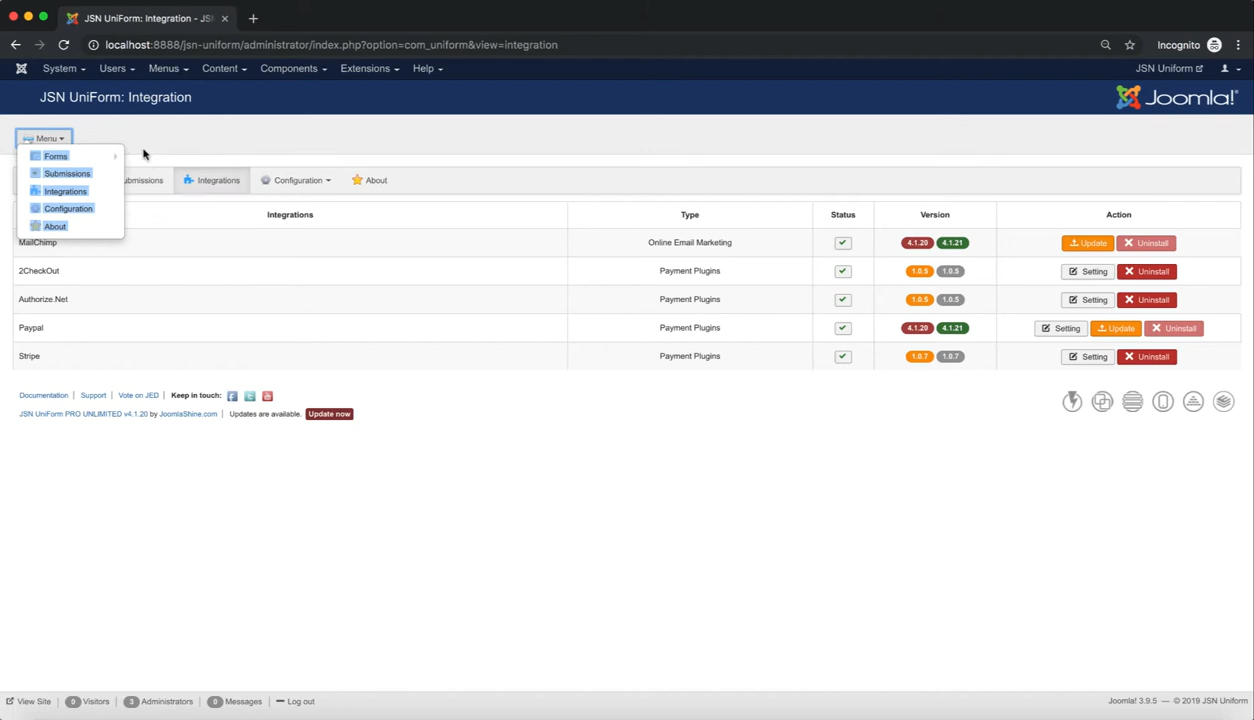 JSN UniForm: Integration - JSN
localhost:8888/jsn-uniform/administrator/index.php?option=com_uniform&view=integration
Incognito
System Users Menus Content Components Extensions Help JSN Uniform
JSN UniForm: Integration
Joomla!®
Menu
Forms
Submissions
Integrations
Configuration
About
ubmissions Integrations Configuration About
Integrations Type Status Version Action
MailChimp Online Email Marketing 4.1.20 4.1.21 Update Uninstall
2CheckOut Payment Plugins 1.0.5 1.0.5 Setting Uninstall
Authorize.Net Payment Plugins 1.0.5 1.0.5 Setting Uninstall
Paypal Payment Plugins 4.1.20 4.1.21 Setting Update Uninstall
Stripe Payment Plugins 1.0.7 1.0.7 Setting Uninstall
Documentation | Support | Vote on JED | Keep in touch:
JSN UniForm PRO UNLIMITED v4.1.20 by JoomlaShine.com | Updates are available. Update now
View Site 0 Visitors 3 Administrators 0 Messages Log out Joomla! 3.9.5 — © 2019 JSN Uniform